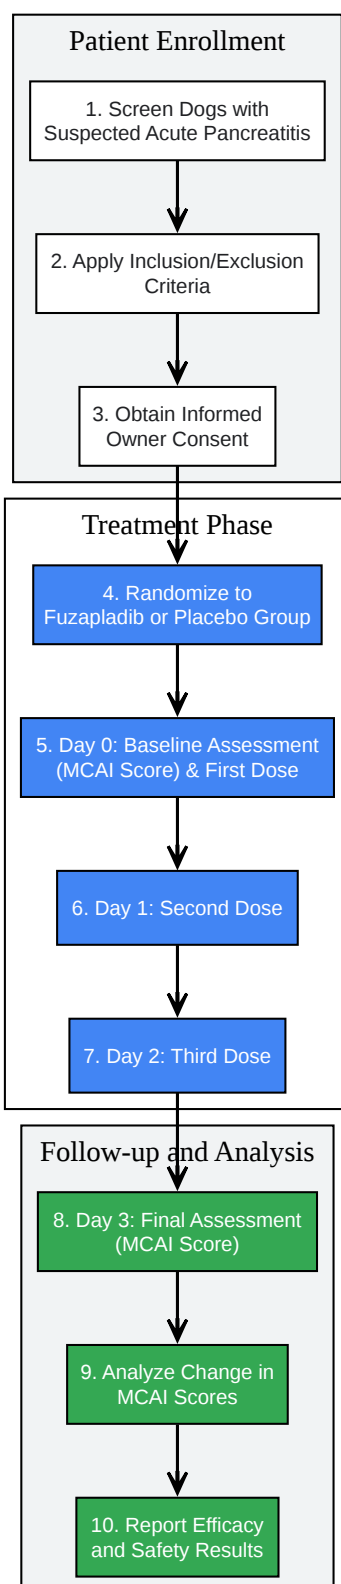 Patient Enrollment
1. Screen Dogs with
Suspected Acute Pancreatitis
2. Apply Inclusion/Exclusion
Criteria
3. Obtain Informed
Owner Consent
Treatment Phase
4. Randomize to
Fuzapladib or Placebo Group
5. Day 0: Baseline Assessment
(MCAI Score) & First Dose
6. Day 1: Second Dose
7. Day 2: Third Dose
Follow-up and Analysis
8. Day 3: Final Assessment
(MCAI Score)
9. Analyze Change in
MCAI Scores
10. Report Efficacy
and Safety Results